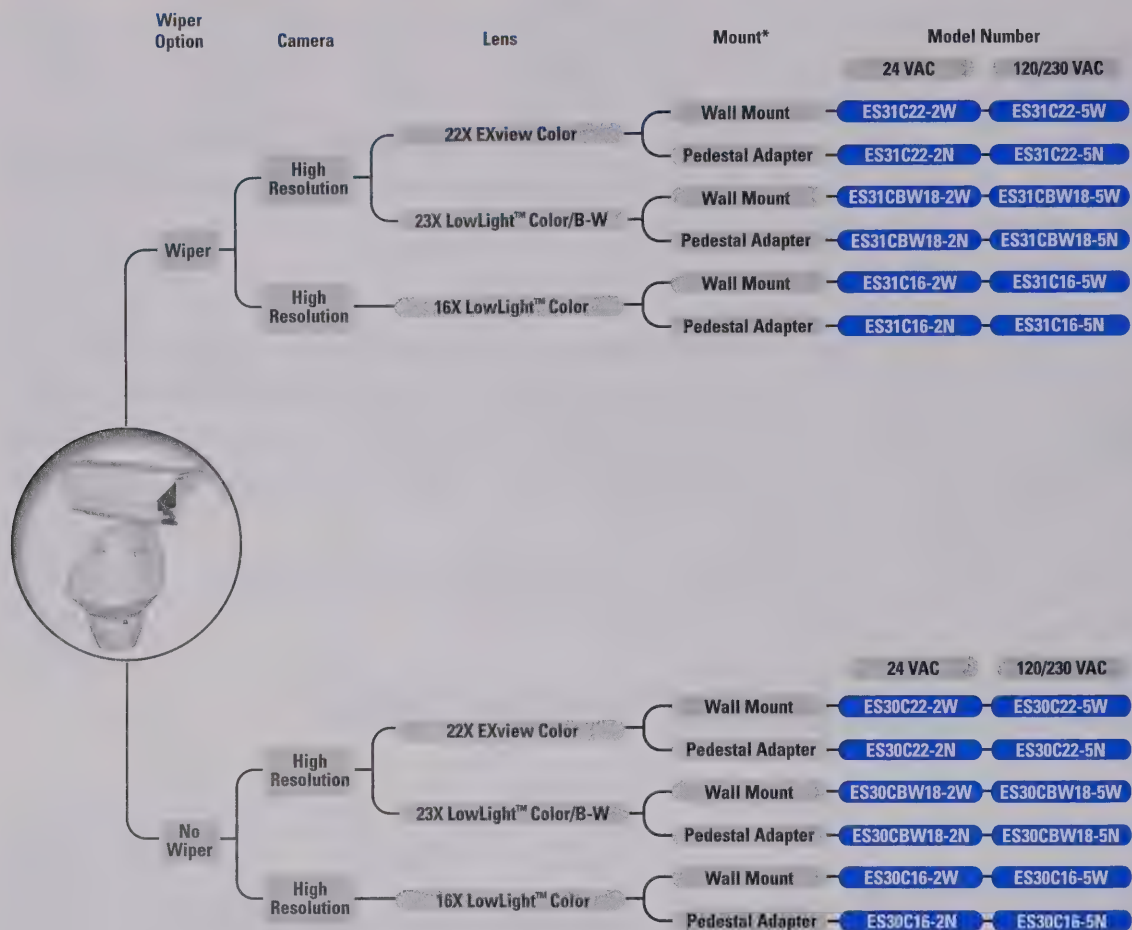 Wiper Option Camera Lens Mount* Model Number
24 VAC 120/230 VAC
Wall Mount ES31C22-2W ES31C22-5W
22X EXview Color
Pedestal Adapter ES31C22-2N ES31C22-5N
High Resolution
Wall Mount ES31CBW18-2W ES31CBW18-5W
23X LowLight™ Color/B-W
Pedestal Adapter ES31CBW18-2N ES31CBW18-5N
Wiper
Wall Mount ES31C16-2W ES31C16-5W
High Resolution 16X LowLight™ Color
Pedestal Adapter ES31C16-2N ES31C16-5N
24 VAC 120/230 VAC
Wall Mount ES30C22-2W ES30C22-5W
22X EXview Color
Pedestal Adapter ES30C22-2N ES30C22-5N
High Resolution
Wall Mount ES30CBW18-2W ES30CBW18-5W
23X LowLight™ Color/B-W
Pedestal Adapter ES30CBW18-2N ES30CBW18-5N
No Wiper
Wall Mount ES30C16-2W ES30C16-5W
High Resolution 16X LowLight™ Color
Pedestal Adapter ES30C16-2N ES30C16-5N